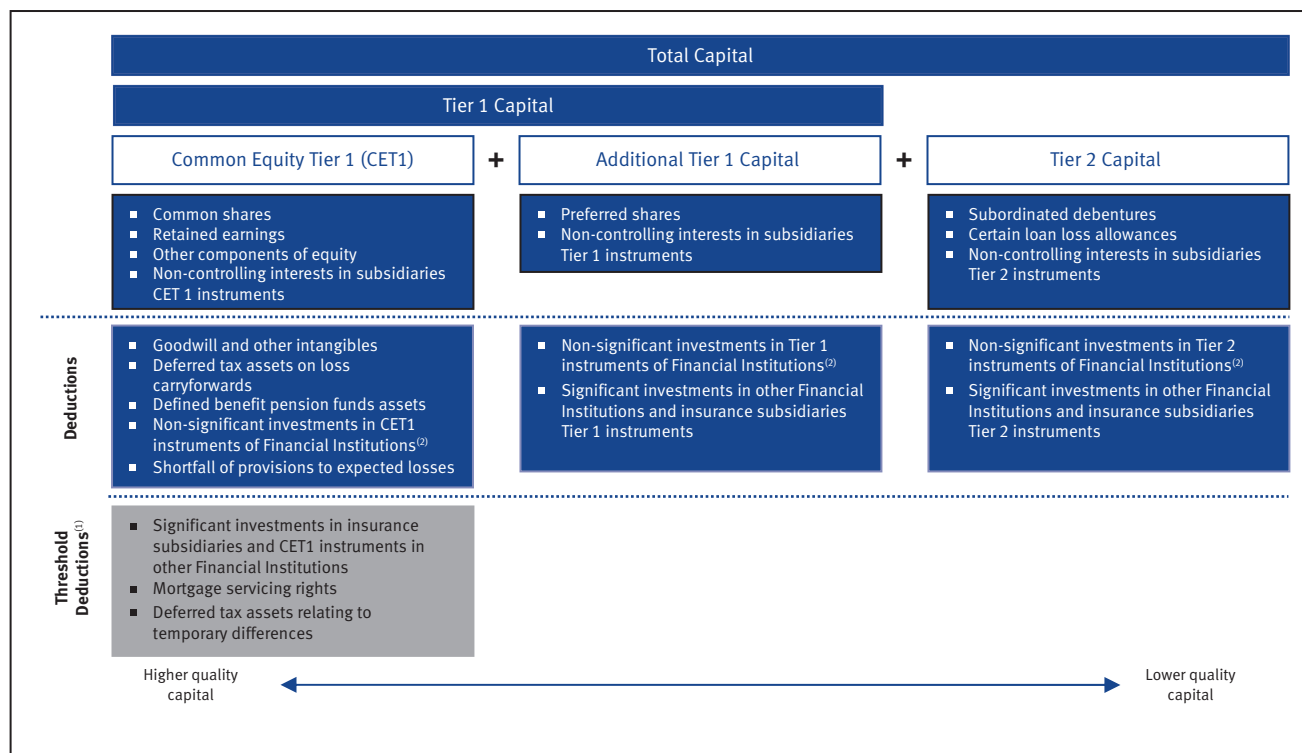 Total Capital
Tier 1 Capital
Common Equity Tier 1 (CET1)
+
Additional Tier 1 Capital
+
Tier 2 Capital
■ Common shares
■ Retained earnings
■ Other components of equity
■ Non-controlling interests in subsidiaries
CET 1 instruments
■ Preferred shares
■ Non-controlling interests in subsidiaries
Tier 1 instruments
■ Subordinated debentures
■ Certain loan loss allowances
■ Non-controlling interests in subsidiaries
Tier 2 instruments
Deductions
■ Goodwill and other intangibles
■ Deferred tax assets on loss
carryforwards
■ Defined benefit pension funds assets
■ Non-significant investments in CET1
instruments of Financial Institutions(2)
■ Shortfall of provisions to expected losses
■ Non-significant investments in Tier 1
instruments of Financial Institutions(2)
■ Significant investments in other Financial
Institutions and insurance subsidiaries
Tier 1 instruments
■ Non-significant investments in Tier 2
instruments of Financial Institutions(2)
■ Significant investments in other Financial
Institutions and insurance subsidiaries
Tier 2 instruments
Threshold
Deductions(1)
■ Significant investments in insurance
subsidiaries and CET1 instruments in
other Financial Institutions
■ Mortgage servicing rights
■ Deferred tax assets relating to
temporary differences
Higher quality
capital
Lower quality
capital